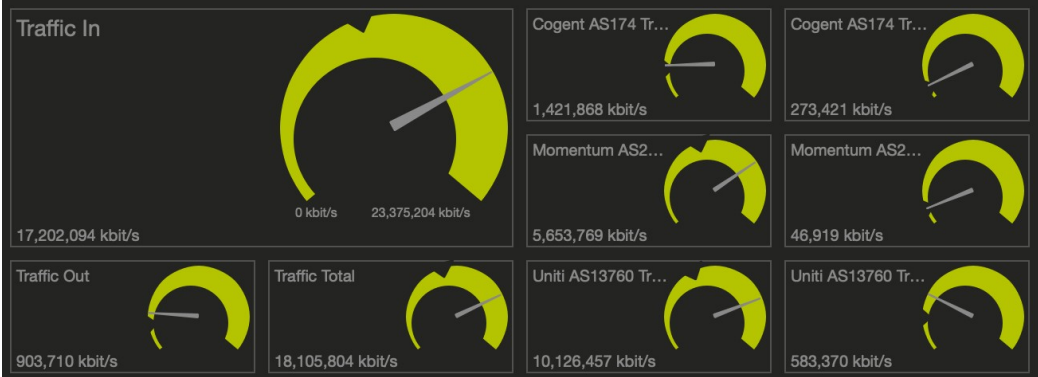 Traffic In
0 kbit/s 23,375,204 kbit/s
17,202,094 kbit/s
Cogent AS174 Tr...
1,421,868 kbit/s
Cogent AS174 Tr...
273,421 kbit/s
Momentum AS2...
5,653,769 kbit/s
Momentum AS2...
46,919 kbit/s
Traffic Out
903,710 kbit/s
Traffic Total
18,105,804 kbit/s
Uniti AS13760 Tr...
10,126,457 kbit/s
Uniti AS13760 Tr...
583,370 kbit/s